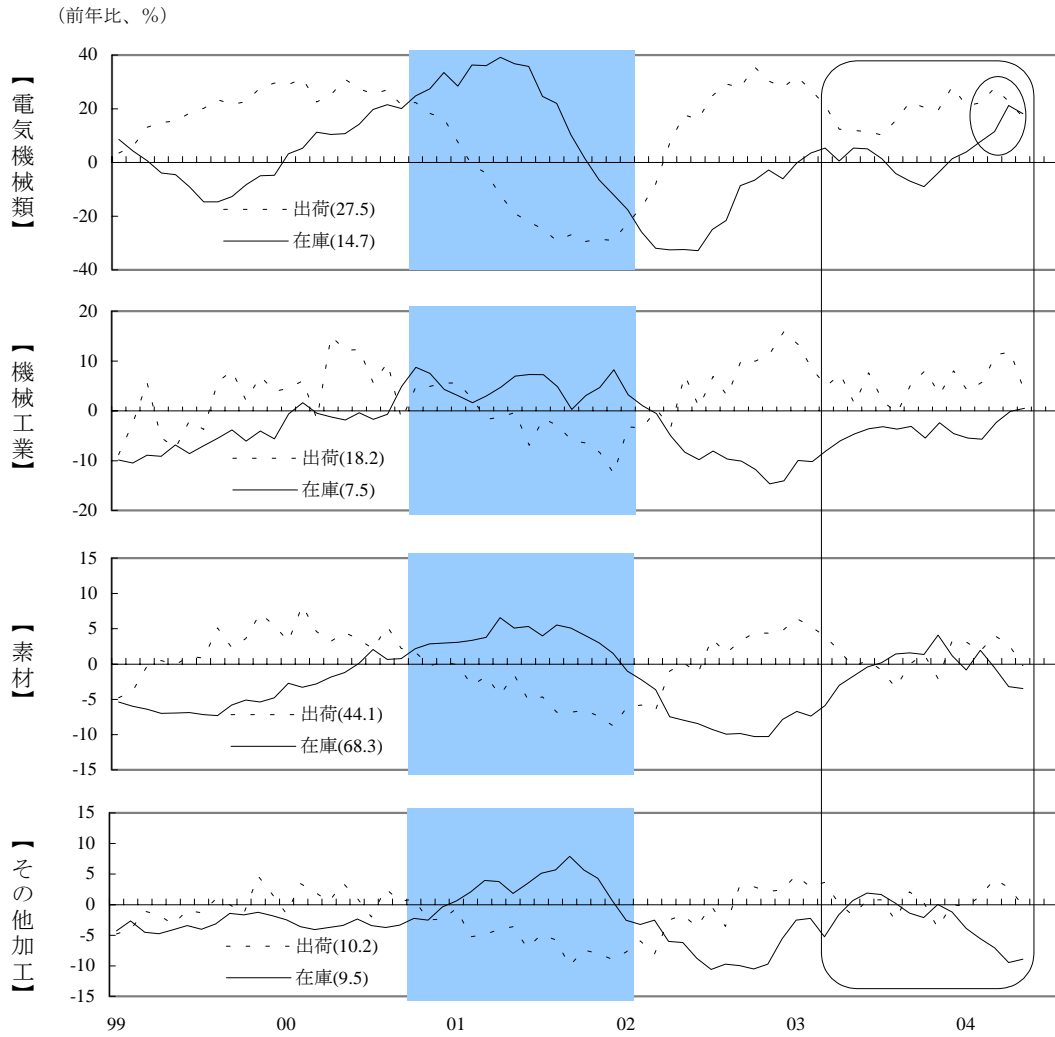 (前年比、%)
【電気機械類】
40
20
0
-20
-40
出荷(27.5)
在庫(14.7)
【機械工業】
20
10
0
-10
-20
出荷(18.2)
在庫(7.5)
【素材】
15
10
5
0
-5
-10
-15
出荷(44.1)
在庫(68.3)
【その他加工】
15
10
5
0
-5
-10
-15
出荷(10.2)
在庫(9.5)
99 00 01 02 03 04